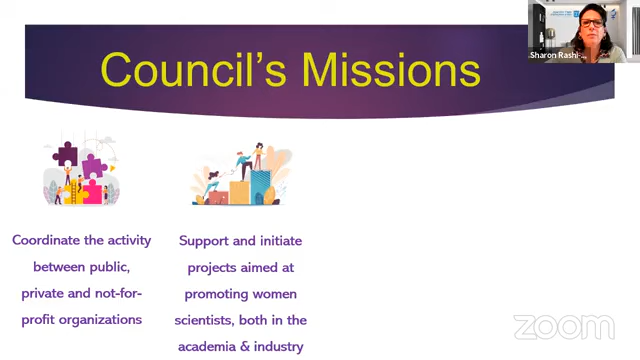 Council's Missions
Sharon Rashi-...
Coordinate the activity
between public,
private and not-for-
profit organizations
Support and initiate
projects aimed at
promoting women
scientists, both in the
academia & industry
zoom